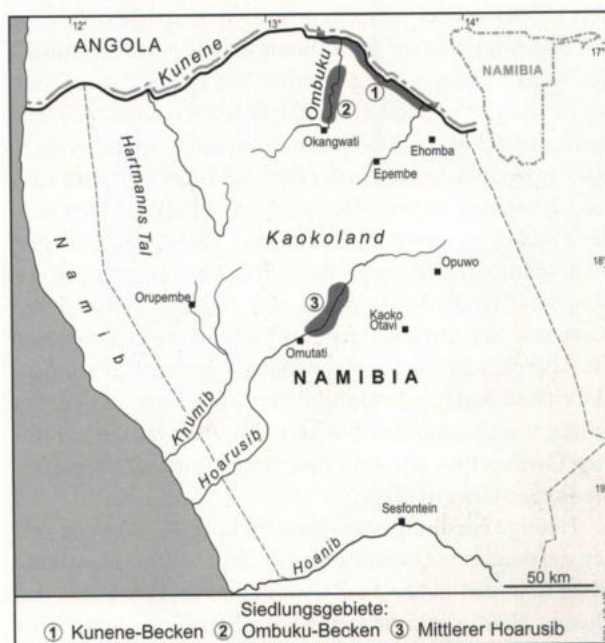 12°
13°
14°
17°
ANGOLA
Kunene
Ombuku
①
②
NAMIBIA
Okangwati
Ehomba
Epembe
Hartmanns Tal
Namib
Kaokoland
18°
Opuwo
Orupembe
③
Kaoko
Otavi
Omutati
NAMIBIA
Khumib
Hoarusib
19°
Sesfontein
Hoanib
50 km
Siedlungsgebiete:
① Kunene-Becken ② Ombuku-Becken ③ Mittlerer Hoarusib